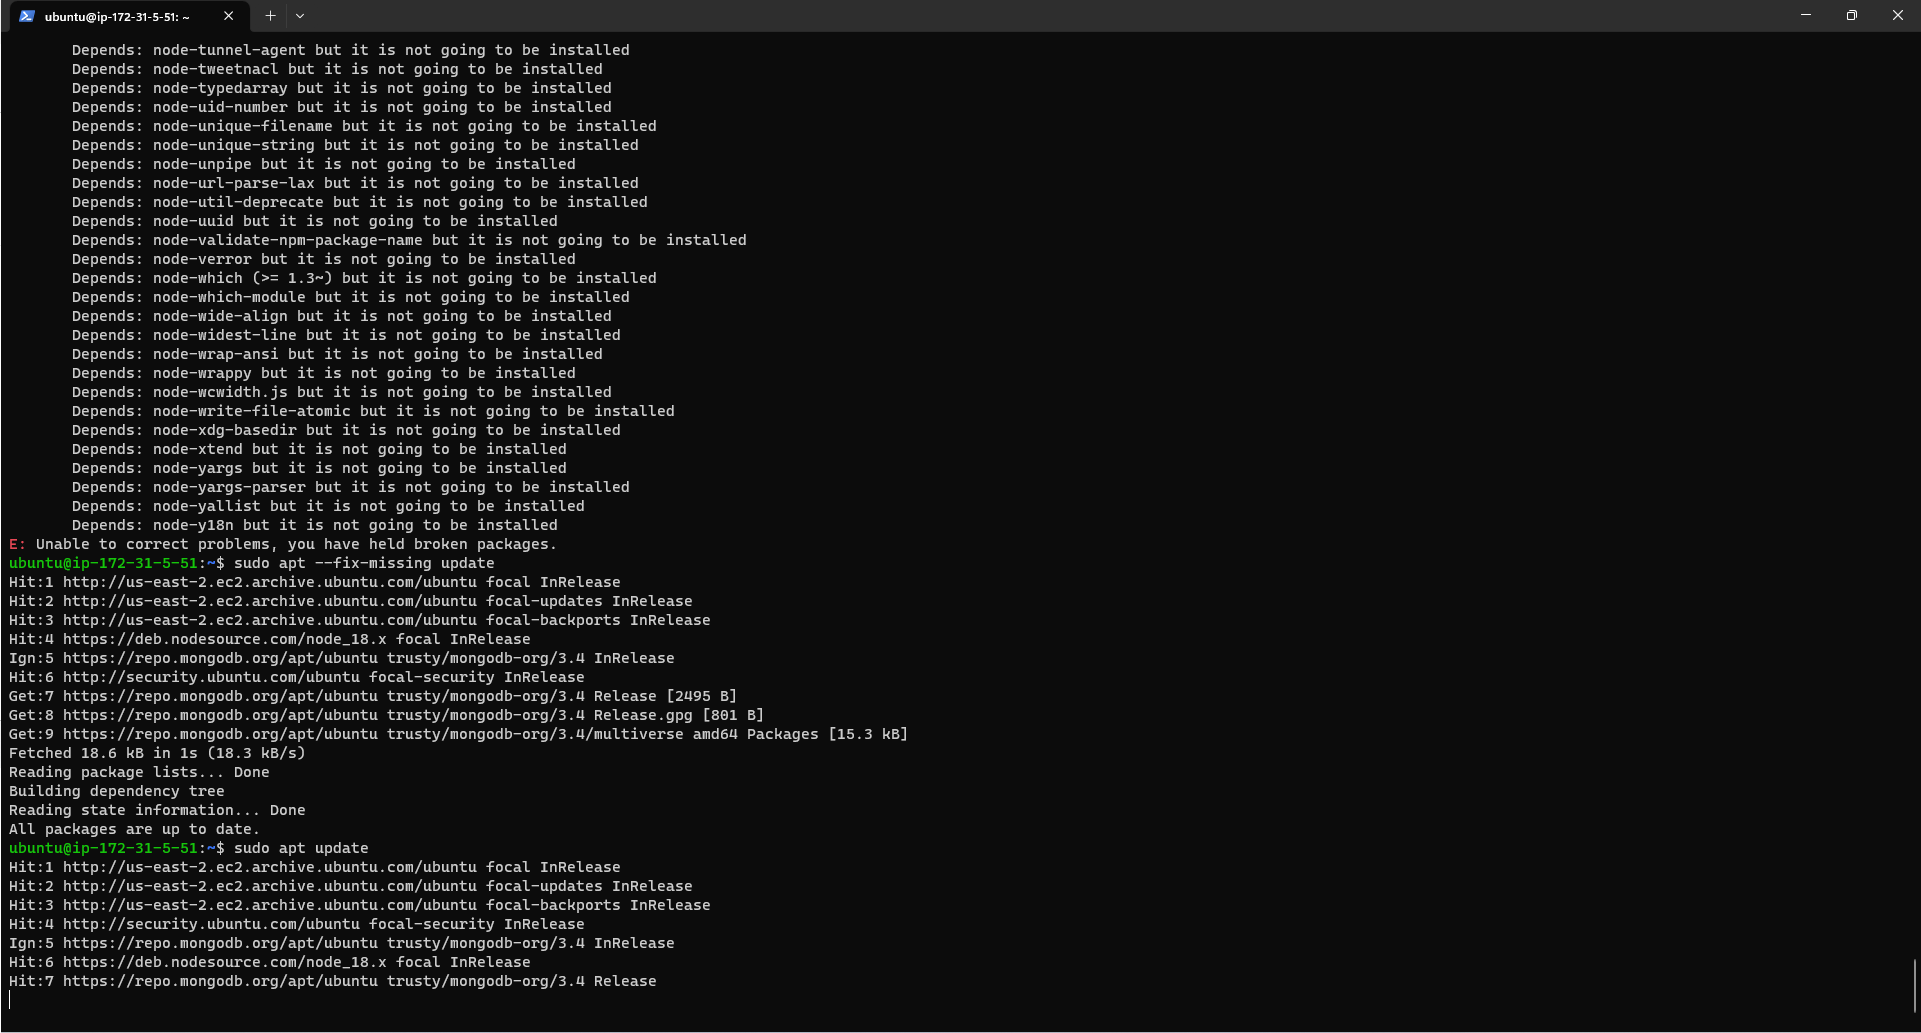 ubuntu@ip-172-31-5-51: ~
Depends: node-tunnel-agent but it is not going to be installed
Depends: node-tweetnacl but it is not going to be installed
Depends: node-typedarray but it is not going to be installed
Depends: node-uid-number but it is not going to be installed
Depends: node-unique-filename but it is not going to be installed
Depends: node-unique-string but it is not going to be installed
Depends: node-unpipe but it is not going to be installed
Depends: node-url-parse-lax but it is not going to be installed
Depends: node-util-deprecate but it is not going to be installed
Depends: node-uuid but it is not going to be installed
Depends: node-validate-npm-package-name but it is not going to be installed
Depends: node-verror but it is not going to be installed
Depends: node-which (>= 1.3~) but it is not going to be installed
Depends: node-which-module but it is not going to be installed
Depends: node-wide-align but it is not going to be installed
Depends: node-widest-line but it is not going to be installed
Depends: node-wrap-ansi but it is not going to be installed
Depends: node-wrappy but it is not going to be installed
Depends: node-wcwidth.js but it is not going to be installed
Depends: node-write-file-atomic but it is not going to be installed
Depends: node-xdg-basedir but it is not going to be installed
Depends: node-xtend but it is not going to be installed
Depends: node-yargs but it is not going to be installed
Depends: node-yargs-parser but it is not going to be installed
Depends: node-yallist but it is not going to be installed
Depends: node-y18n but it is not going to be installed
E: Unable to correct problems, you have held broken packages.
ubuntu@ip-172-31-5-51:~$ sudo apt --fix-missing update
Hit:1 http://us-east-2.ec2.archive.ubuntu.com/ubuntu focal InRelease
Hit:2 http://us-east-2.ec2.archive.ubuntu.com/ubuntu focal-updates InRelease
Hit:3 http://us-east-2.ec2.archive.ubuntu.com/ubuntu focal-backports InRelease
Hit:4 https://deb.nodesource.com/node_18.x focal InRelease
Ign:5 https://repo.mongodb.org/apt/ubuntu trusty/mongodb-org/3.4 InRelease
Hit:6 http://security.ubuntu.com/ubuntu focal-security InRelease
Get:7 https://repo.mongodb.org/apt/ubuntu trusty/mongodb-org/3.4 Release [2495 B]
Get:8 https://repo.mongodb.org/apt/ubuntu trusty/mongodb-org/3.4 Release.gpg [801 B]
Get:9 https://repo.mongodb.org/apt/ubuntu trusty/mongodb-org/3.4/multiverse amd64 Packages [15.3 kB]
Fetched 18.6 kB in 1s (18.3 kB/s)
Reading package lists... Done
Building dependency tree
Reading state information... Done
All packages are up to date.
ubuntu@ip-172-31-5-51:~$ sudo apt update
Hit:1 http://us-east-2.ec2.archive.ubuntu.com/ubuntu focal InRelease
Hit:2 http://us-east-2.ec2.archive.ubuntu.com/ubuntu focal-updates InRelease
Hit:3 http://us-east-2.ec2.archive.ubuntu.com/ubuntu focal-backports InRelease
Hit:4 http://security.ubuntu.com/ubuntu focal-security InRelease
Ign:5 https://repo.mongodb.org/apt/ubuntu trusty/mongodb-org/3.4 InRelease
Hit:6 https://deb.nodesource.com/node_18.x focal InRelease
Hit:7 https://repo.mongodb.org/apt/ubuntu trusty/mongodb-org/3.4 Release